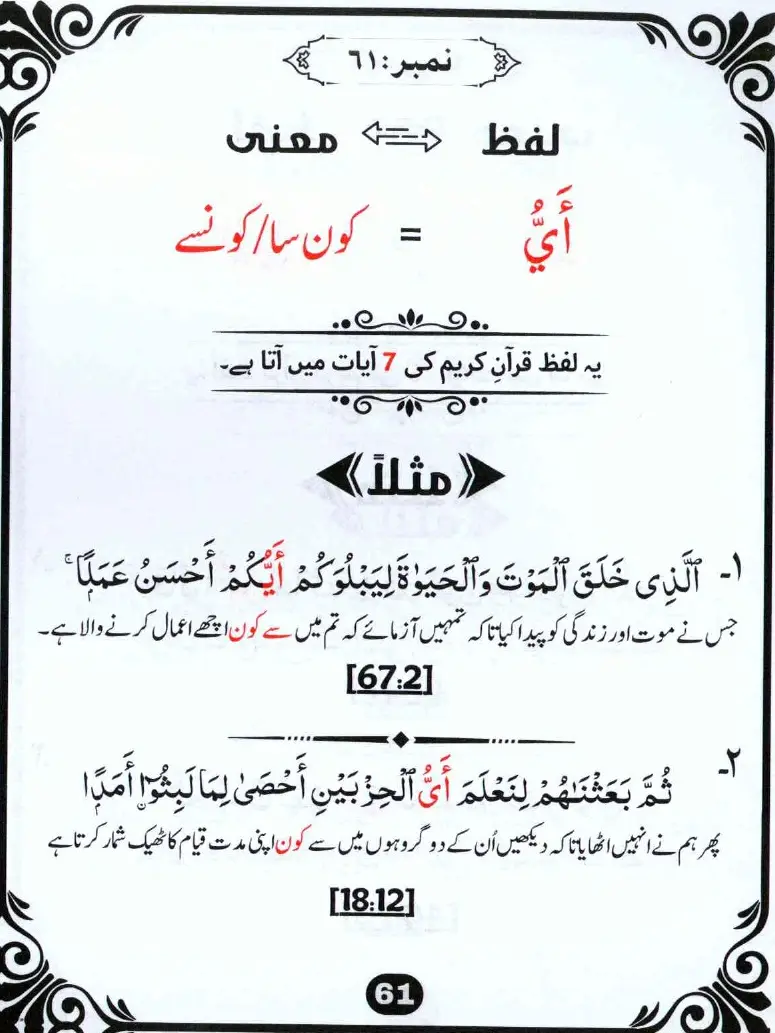 نمبر: ٦١
لفظ معنی
أَيُّ = کون سا/کونسے
یہ لفظ قرآنِ کریم کی 7 آیات میں آتا ہے۔
مثلاً
١- ٱلَّذِى خَلَقَ ٱلْمَوْتَ وَٱلْحَيَوٰةَ لِيَبْلُوَكُمْ أَيُّكُمْ أَحْسَنُ عَمَلًا ۚ
جس نے موت اور زندگی کو پیدا کیا تاکہ تمہیں آزمائے کہ تم میں سے کون اچھے اعمال کرنے والا ہے۔
[67:2]
٢- ثُمَّ بَعَثْنَـٰهُمْ لِنَعْلَمَ أَىُّ ٱلْحِزْبَيْنِ أَحْصَىٰ لِمَا لَبِثُوٓا۟ أَمَدًا
پھر ہم نے انہیں اٹھایا تاکہ دیکھیں اُن کے دو گروہوں میں سے کون اپنی مدت قیام کا ٹھیک شمار کرتا ہے
[18:12]
61